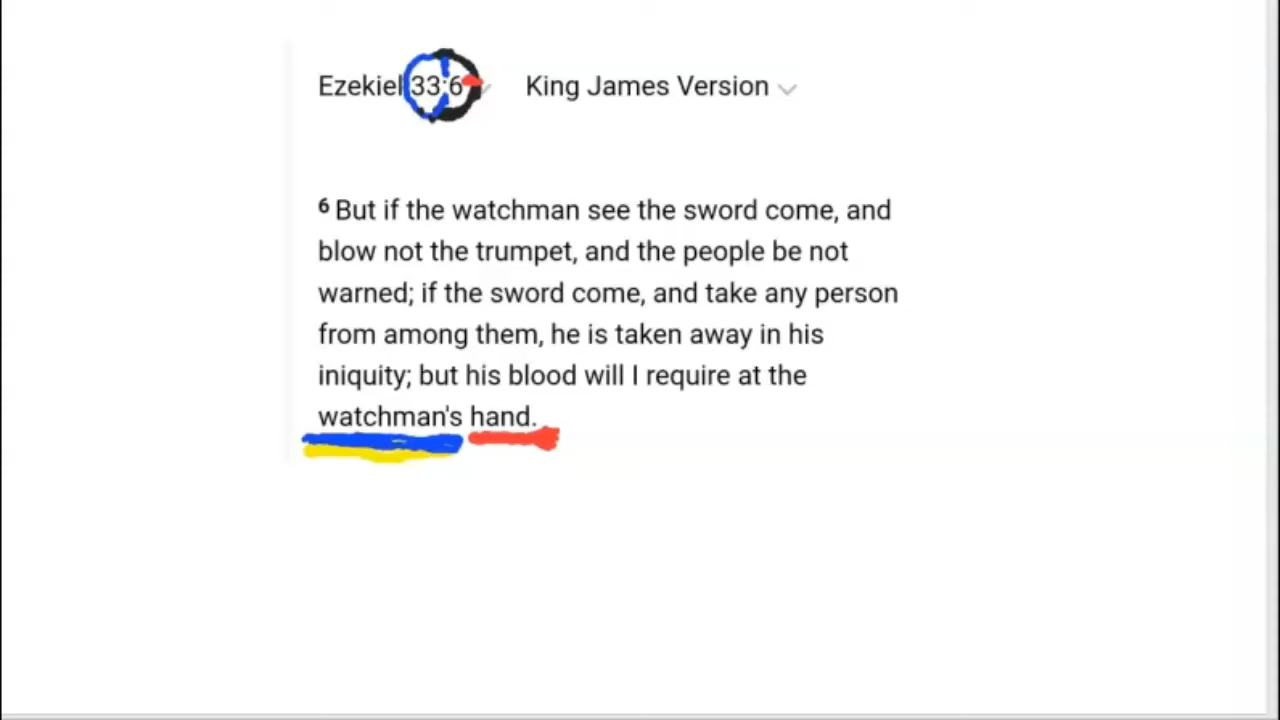 Ezekiel 33:6 King James Version
6 But if the watchman see the sword come, and
blow not the trumpet, and the people be not
warned; if the sword come, and take any person
from among them, he is taken away in his
iniquity; but his blood will I require at the
watchman's hand.